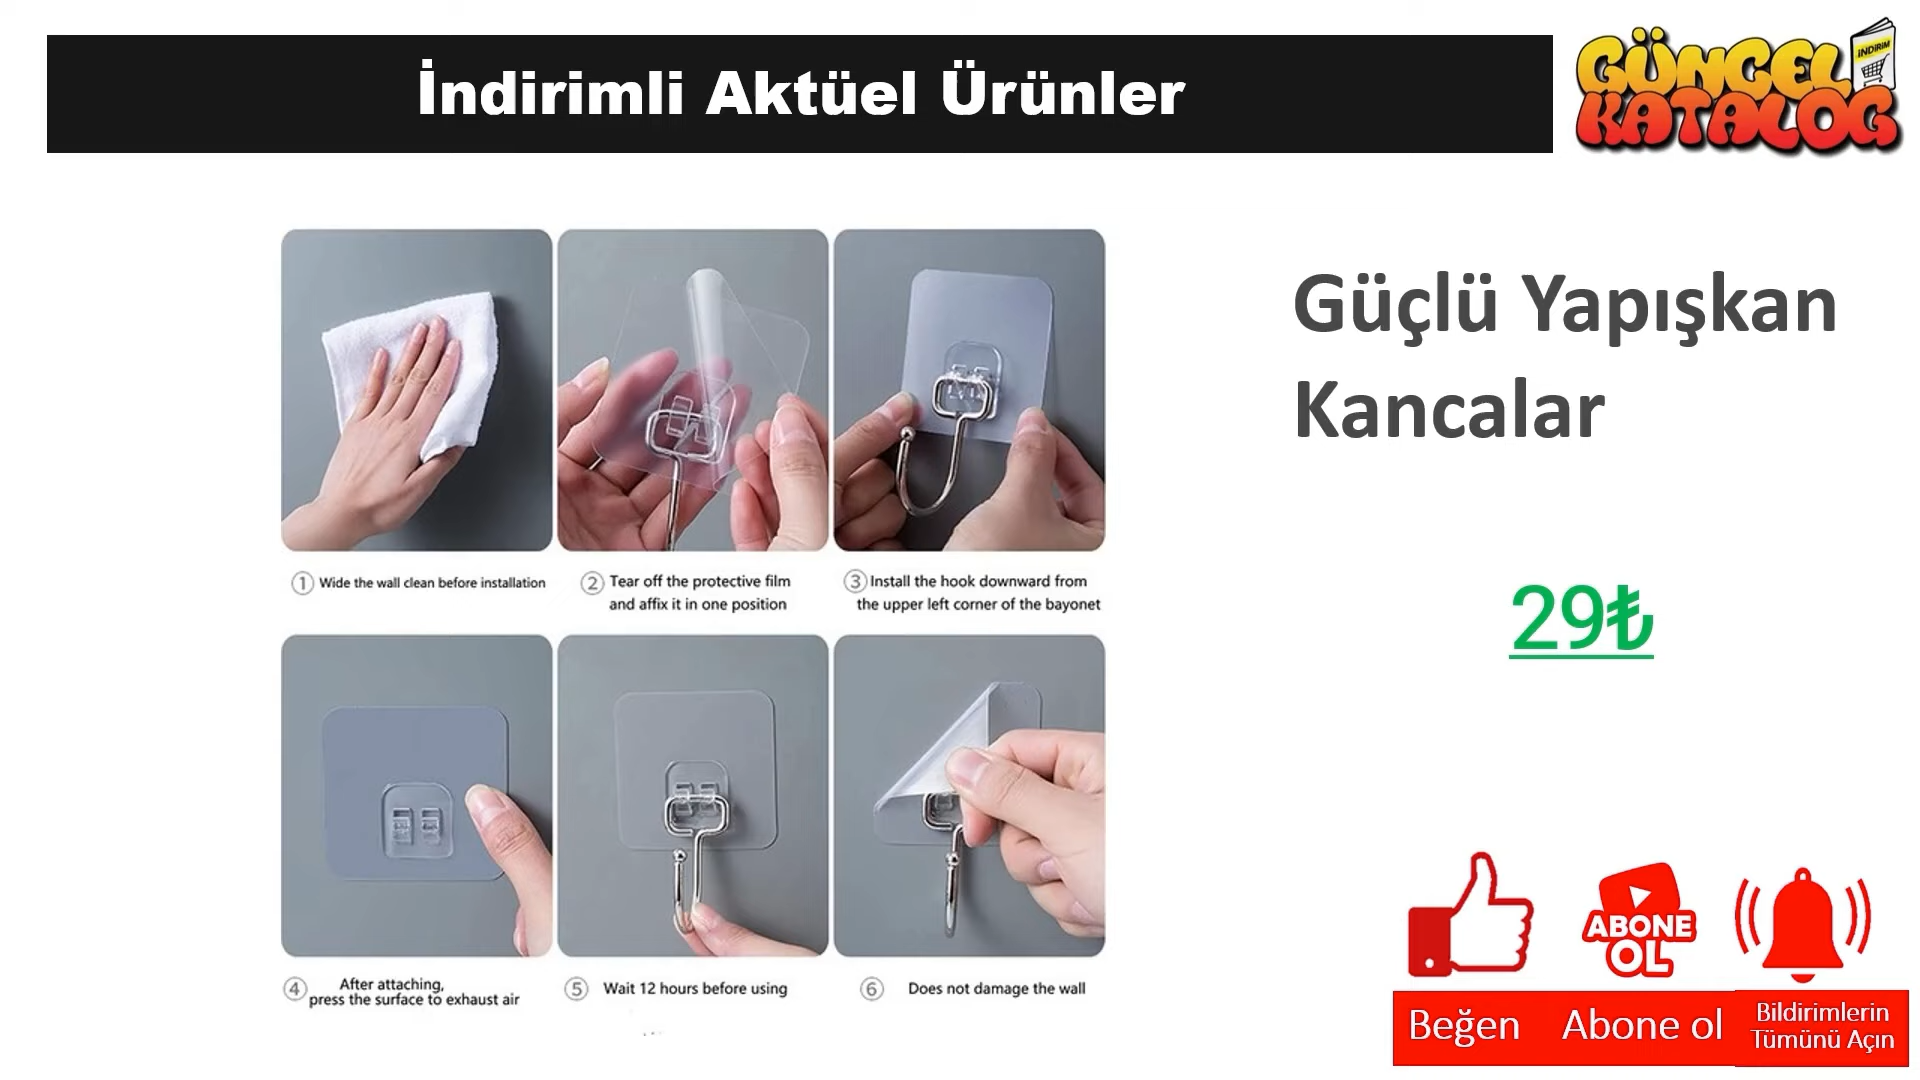 İndirimli Aktüel Ürünler
GÜNCEL
KATALOG
İNDİRİM
Güçlü Yapışkan
Kancalar
29₺
1 Wide the wall clean before installation
2 Tear off the protective film
and affix it in one position
3 Install the hook downward from
the upper left corner of the bayonet
4 After attaching,
press the surface to exhaust air
5 Wait 12 hours before using
6 Does not damage the wall
ABONE
OL
Beğen
Abone ol
Bildirimlerin
Tümünü Açın